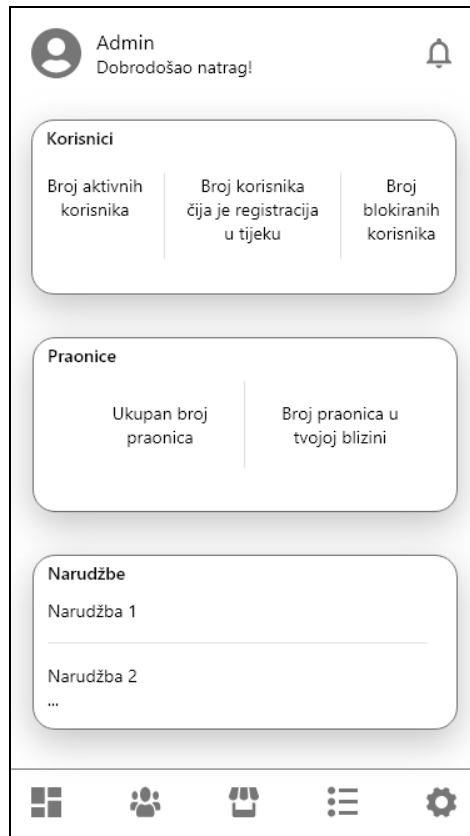 Admin
Dobrodošao natrag!
Korisnici
Broj aktivnih
korisnika
Broj korisnika
čija je registracija
u tijeku
Broj
blokiranih
korisnika
Praonice
Ukupan broj
praonica
Broj praonica u
tvojoj blizini
Narudžbe
Narudžba 1
Narudžba 2
...